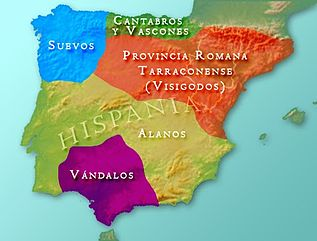 Cantabros
y Vascones
Suevos
Provincia Romana
Tarraconense
(Visigodos)
HISPANIA
Alanos
Vándalos